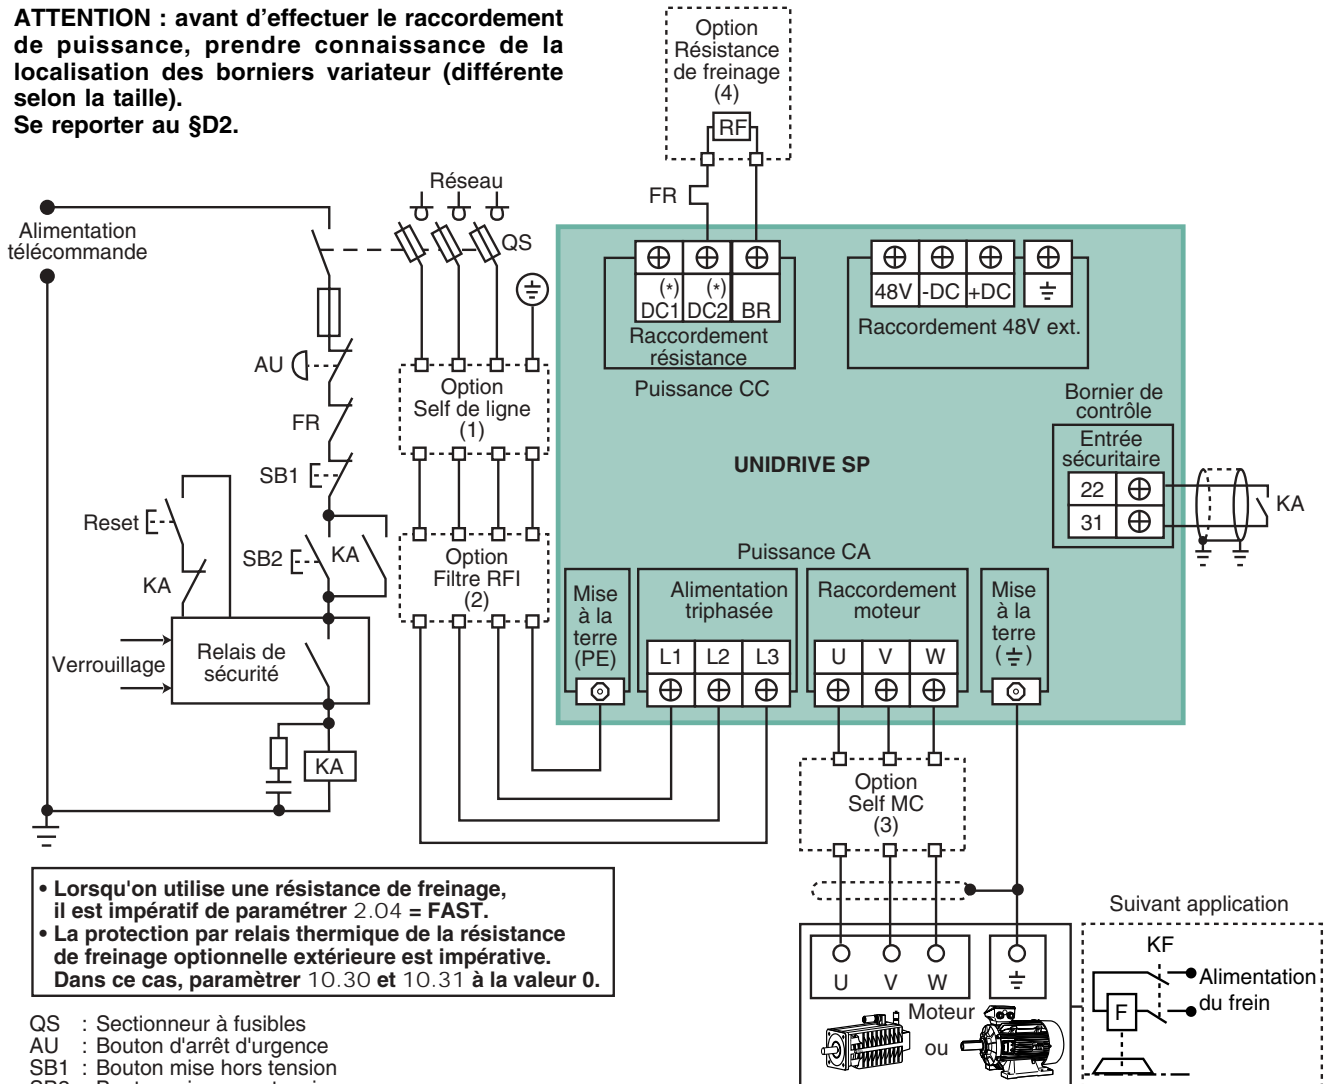 ATTENTION : avant d'effectuer le raccordement
de puissance, prendre connaissance de la
localisation des borniers variateur (différente
selon la taille).
Se reporter au §D2.
Option
Résistance
de freinage
(4)
RF
FR
Réseau
QS
Alimentation
télécommande
AU
FR
SB1
Reset
SB2
KA
KA
Verrouillage
Relais de
sécurité
KA
Option
Self de ligne
(1)
Option
Filtre RFI
(2)
(*)
(*)
DC1
DC2
BR
Raccordement
résistance
Puissance CC
48V
-DC
+DC
Raccordement 48V ext.
Bornier de
contrôle
Entrée
sécuritaire
22
31
KA
UNIDRIVE SP
Puissance CA
Mise
à la
terre
(PE)
Alimentation
triphasée
L1
L2
L3
Raccordement
moteur
U
V
W
Mise
à la
terre
( )
Option
Self MC
(3)
• Lorsqu'on utilise une résistance de freinage,
il est impératif de paramétrer 2.04 = FAST.
• La protection par relais thermique de la résistance
de freinage optionnelle extérieure est impérative.
Dans ce cas, paramètrer 10.30 et 10.31 à la valeur 0.
U
V
W
Moteur
ou
Suivant application
KF
Alimentation
du frein
F
QS : Sectionneur à fusibles
AU : Bouton d'arrêt d'urgence
SB1 : Bouton mise hors tension